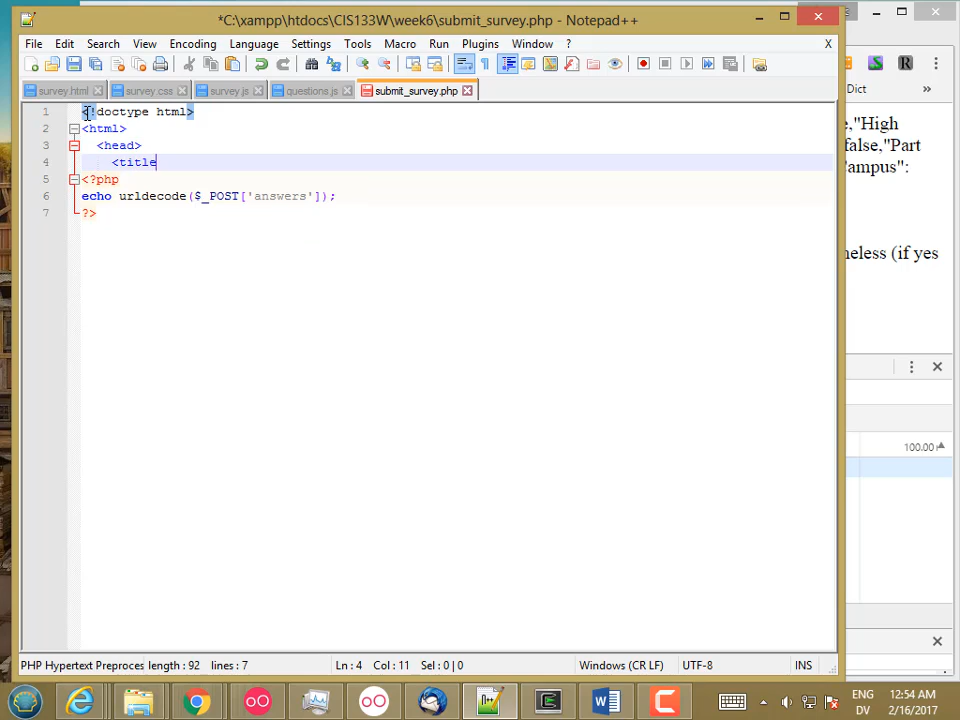 *C:\xampp\htdocs\CIS133W\week6\submit_survey.php - Notepad++
File Edit Search View Encoding Language Settings Tools Macro Run Plugins Window ? X
survey.html survey.css survey.js questions.js submit_survey.php
1 <!doctype html>
2 <html>
3 <head>
4 <title
5 <?php
6 echo urldecode($_POST['answers']);
7 ?>
Dict »
e,"High
false,"Part
Campus":
neless (if yes
100.00
PHP Hypertext Preproces length : 92 lines : 7 Ln : 4 Col : 11 Sel : 0 | 0 Windows (CR LF) UTF-8 INS
ENG
DV
12:54 AM
2/16/2017